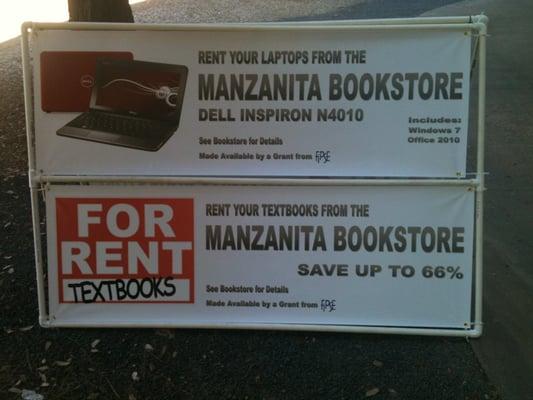 RENT YOUR LAPTOPS FROM THE
MANZANITA BOOKSTORE
DELL INSPIRON N4010
Includes:
Windows 7
Office 2010
See Bookstore for Details
Made Available by a Grant from FIPSE
FOR
RENT
TEXTBOOKS
RENT YOUR TEXTBOOKS FROM THE
MANZANITA BOOKSTORE
SAVE UP TO 66%
See Bookstore for Details
Made Available by a Grant from FIPSE